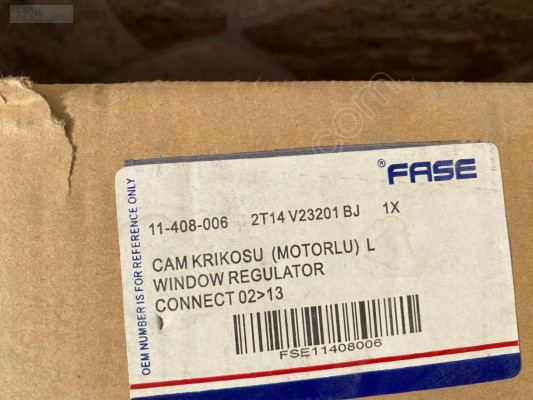 ®FASE
11-408-006 2T14 V23201 BJ 1X
CAM KRIKOSU (MOTORLU) L
WINDOW REGULATOR
CONNECT 02>13
FSE11408006
OEM NUMBER IS FOR REFERENCE ONLY
.com